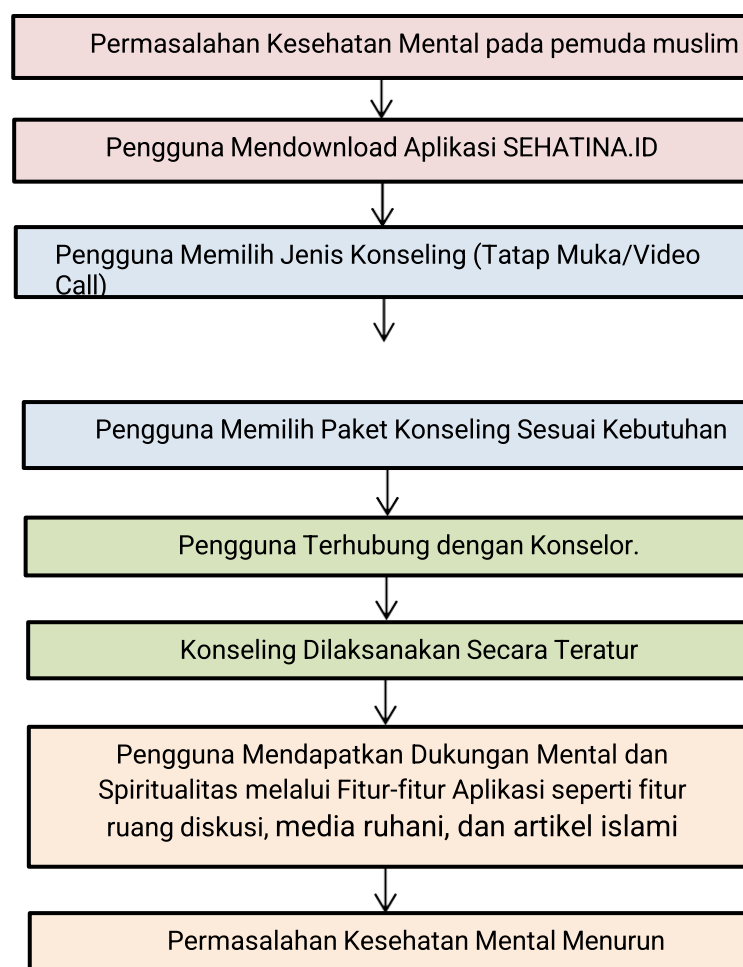 Permasalahan Kesehatan Mental pada pemuda muslim
Pengguna Mendownload Aplikasi SEHATINA.ID
Pengguna Memilih Jenis Konseling (Tatap Muka/Video
Call)
Pengguna Memilih Paket Konseling Sesuai Kebutuhan
Pengguna Terhubung dengan Konselor.
Konseling Dilaksanakan Secara Teratur
Pengguna Mendapatkan Dukungan Mental dan
Spiritualitas melalui Fitur-fitur Aplikasi seperti fitur
ruang diskusi, media ruhani, dan artikel islami
Permasalahan Kesehatan Mental Menurun